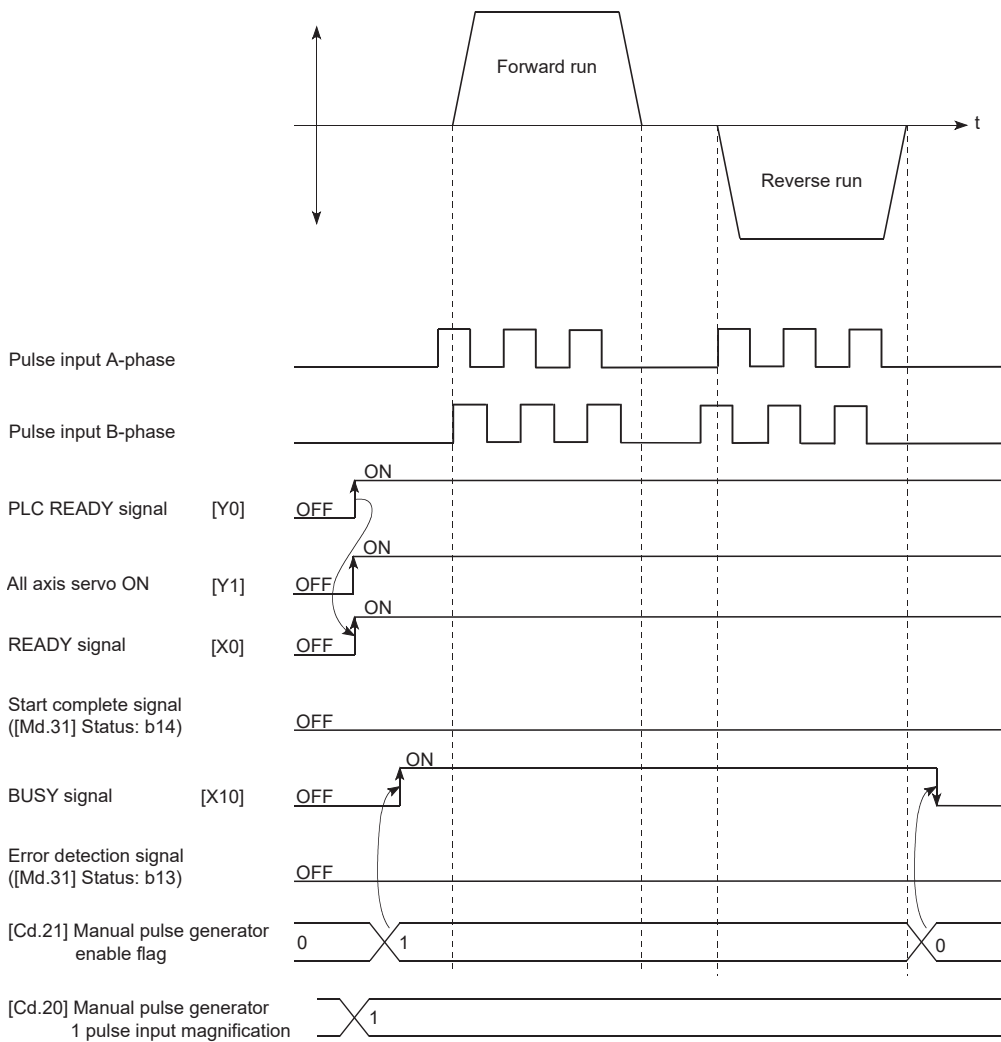 Forward run
t
Reverse run
Pulse input A-phase
Pulse input B-phase
ON
PLC READY signal [Y0] OFF
ON
All axis servo ON [Y1] OFF
ON
READY signal [X0] OFF
Start complete signal
([Md.31] Status: b14) OFF
ON
BUSY signal [X10] OFF
Error detection signal
([Md.31] Status: b13) OFF
[Cd.21] Manual pulse generator 0 1 0
enable flag
[Cd.20] Manual pulse generator 1
1 pulse input magnification